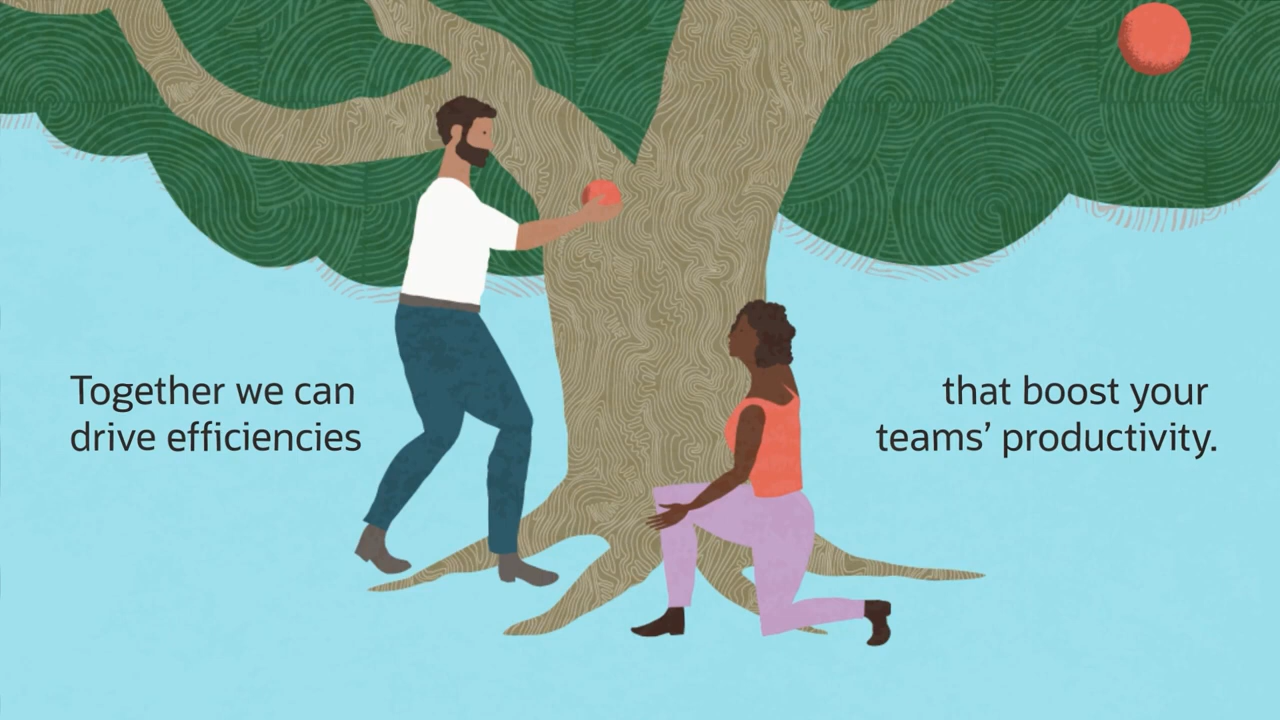 Together we can
drive efficiencies
that boost your
teams’ productivity.